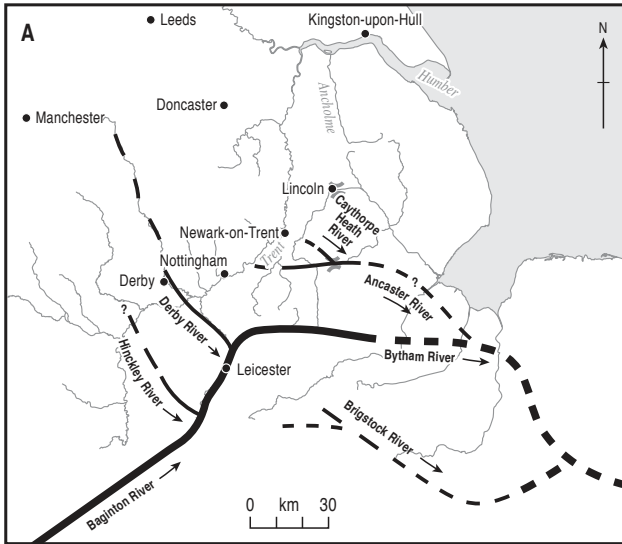 A
Leeds
Kingston-upon-Hull
N
Humber
Doncaster
Ancholme
Manchester
Lincoln
Caythorpe
Heath
River
Newark-on-Trent
Trent
Nottingham
Derby
?
Ancaster River
?
Derby River
Hinckley River
Bytham River
Leicester
Brigstock River
Baginton River
0 km 30